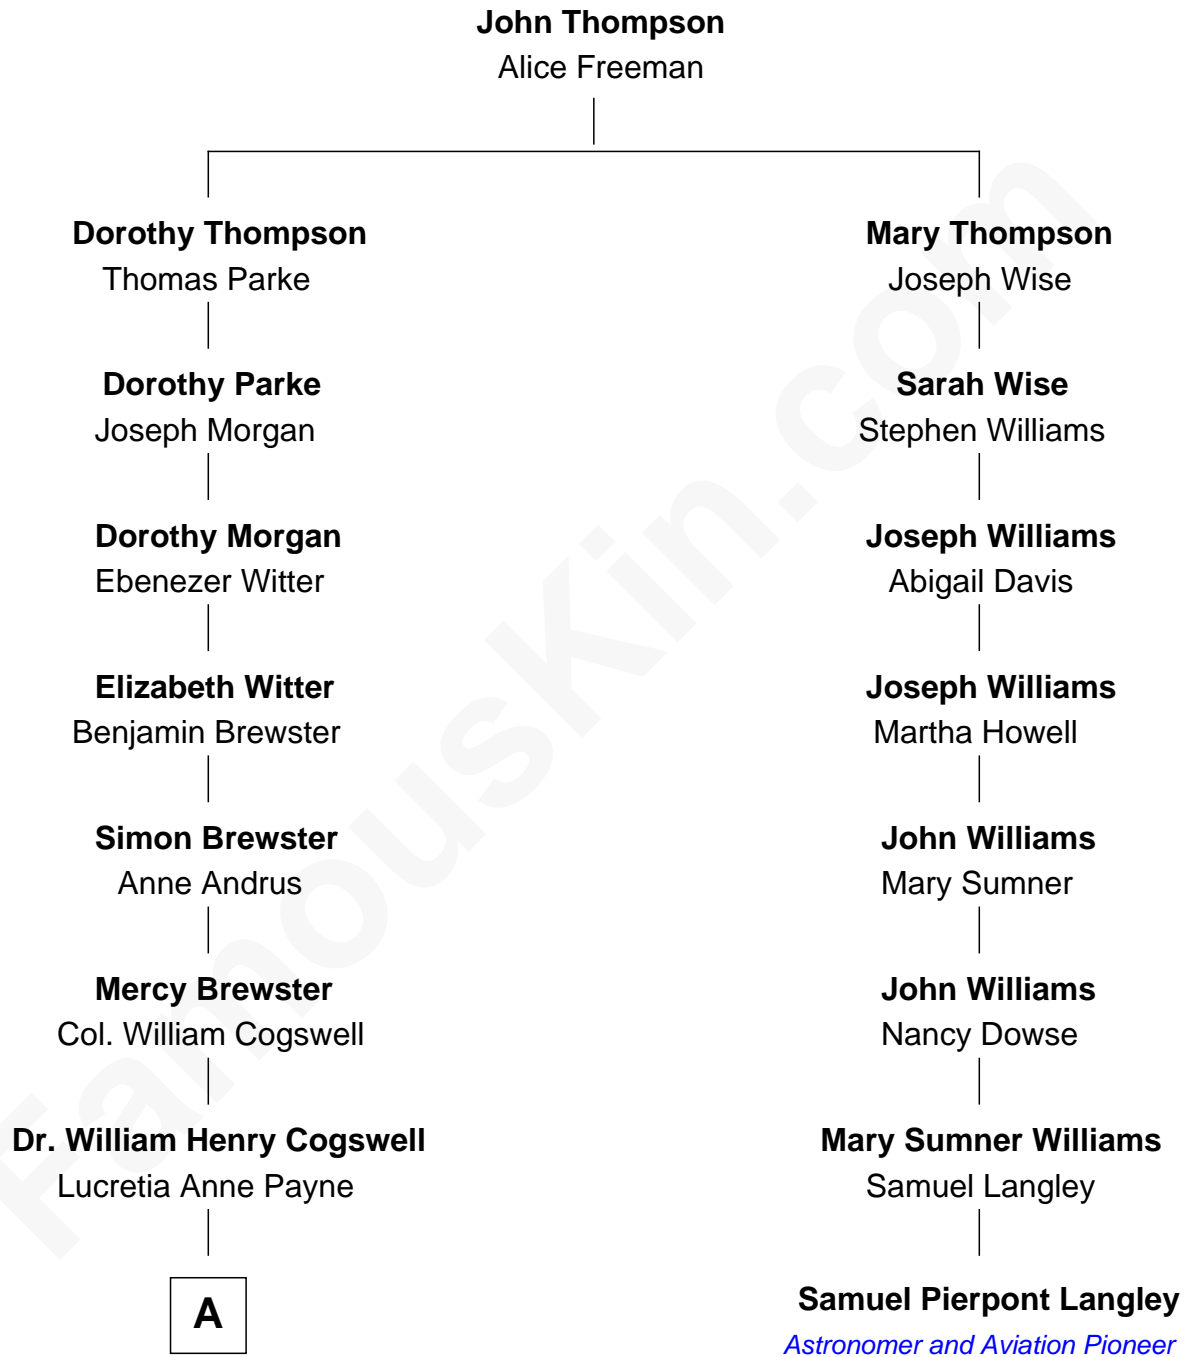 John Thompson
Alice Freeman
Dorothy Thompson
Thomas Parke
Mary Thompson
Joseph Wise
Dorothy Parke
Joseph Morgan
Sarah Wise
Stephen Williams
Dorothy Morgan
Ebenezer Witter
Joseph Williams
Abigail Davis
Elizabeth Witter
Benjamin Brewster
Joseph Williams
Martha Howell
Simon Brewster
Anne Andrus
John Williams
Mary Sumner
Mercy Brewster
Col. William Cogswell
John Williams
Nancy Dowse
Dr. William Henry Cogswell
Lucretia Anne Payne
Mary Sumner Williams
Samuel Langley
A
Samuel Pierpont Langley
Astronomer and Aviation Pioneer
FamousKin.com